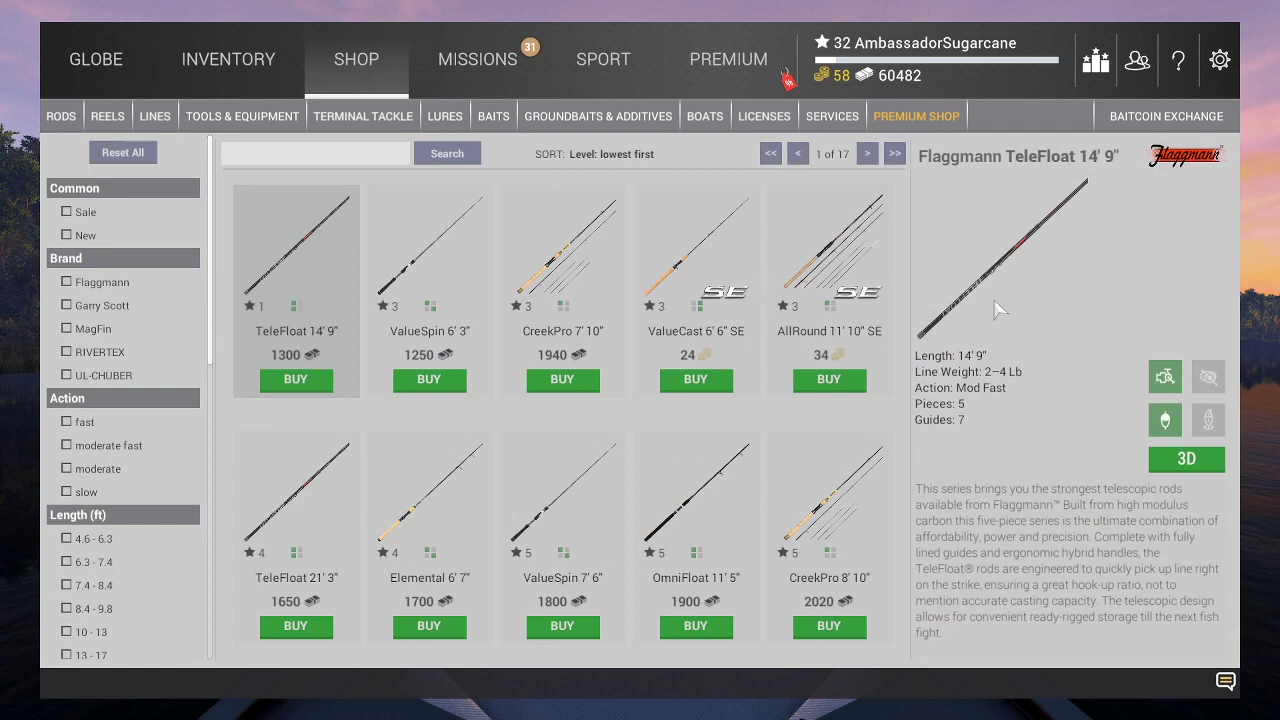 GLOBE INVENTORY SHOP MISSIONS 31 SPORT PREMIUM
32 AmbassadorSugarcane
58 60482
?
RODS REELS LINES TOOLS & EQUIPMENT TERMINAL TACKLE LURES BAITS GROUNDBAITS & ADDITIVES BOATS LICENSES SERVICES PREMIUM SHOP BAITCOIN EXCHANGE
Reset All
Common
Sale
New
Brand
Flaggmann
Garry Scott
MagFin
RIVERTEX
UL-CHUBER
Action
fast
moderate fast
moderate
slow
Length (ft)
4.6 - 6.3
6.3 - 7.4
7.4 - 8.4
8.4 - 9.8
10 - 13
13 - 17
Search SORT: Level: lowest first << < 1 of 17 > >>
SE SE
1 3 3 3 3
TeleFloat 14' 9" ValueSpin 6' 3" CreekPro 7' 10" ValueCast 6' 6" SE AllRound 11' 10" SE
1300 1250 1940 24 34
BUY BUY BUY BUY BUY
4 4 5 5 5
TeleFloat 21' 3" Elemental 6' 7" ValueSpin 7' 6" OmniFloat 11' 5" CreekPro 8' 10"
1650 1700 1800 1900 2020
BUY BUY BUY BUY BUY
Flaggmann TeleFloat 14' 9" Flaggmann
Length: 14' 9"
Line Weight: 2–4 Lb
Action: Mod Fast
Pieces: 5
Guides: 7
3D
This series brings you the strongest telescopic rods
available from Flaggmann™ Built from high modulus
carbon this five-piece series is the ultimate combination of
affordability, power and precision. Complete with fully
lined guides and ergonomic hybrid handles, the
TeleFloat® rods are engineered to quickly pick up line right
on the strike, ensuring a great hook-up ratio, not to
mention accurate casting capacity. The telescopic design
allows for convenient ready-rigged storage till the next fish
fight.